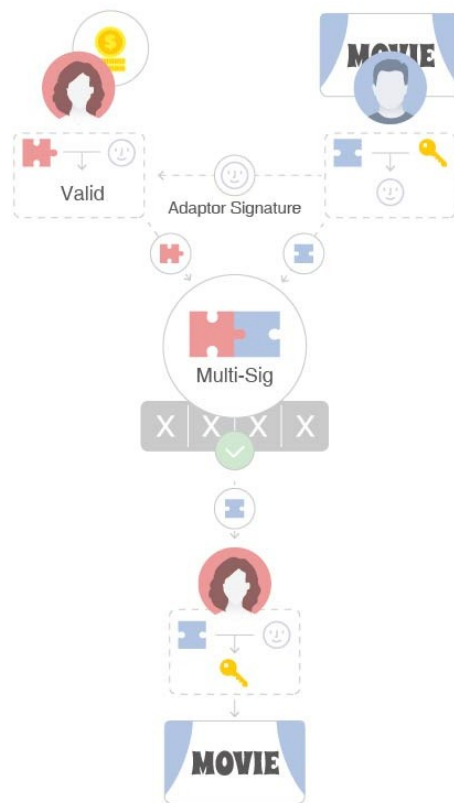 MOVIE
Valid
Adaptor Signature
Multi-Sig
X X X X
MOVIE